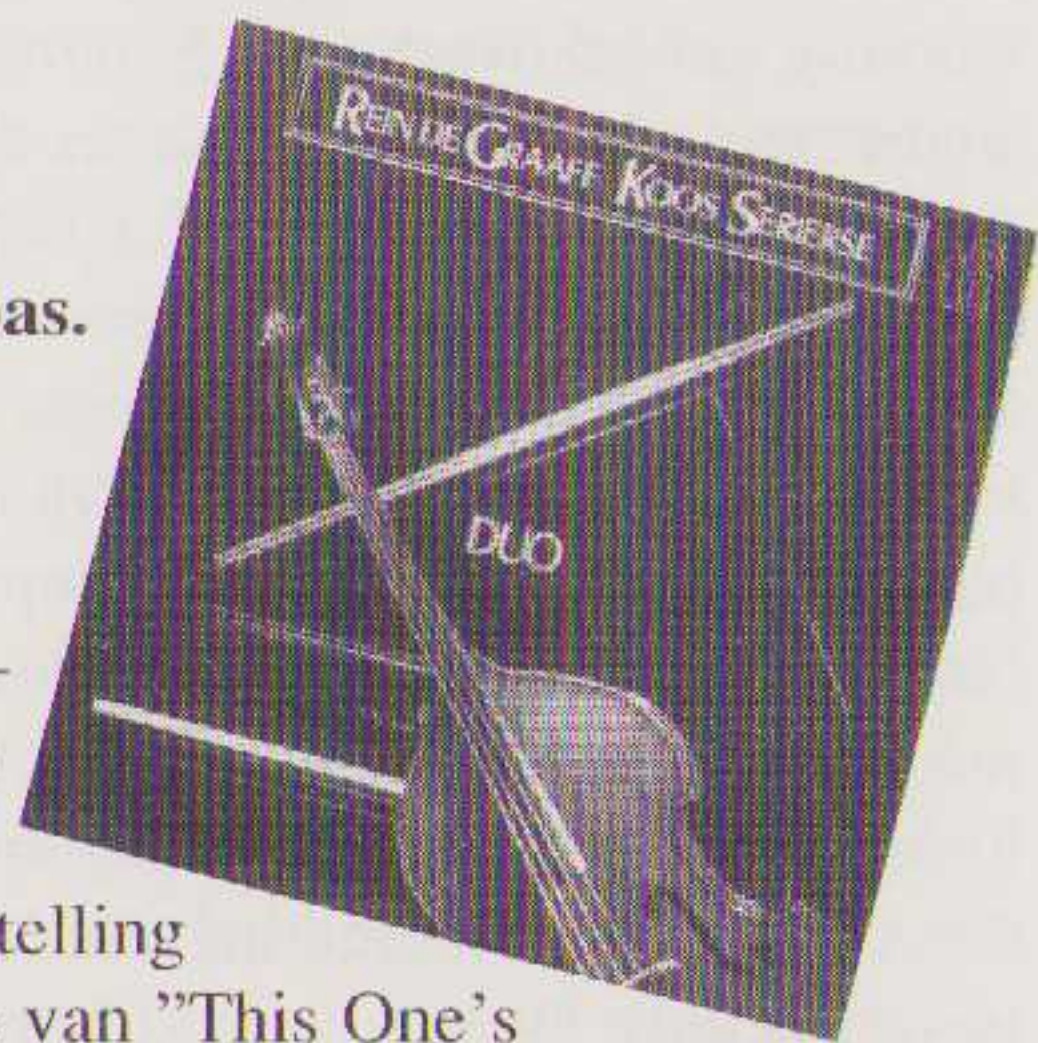 REIN DE GRAAFF KOOS SERIERSE
as.
DUO
-
telling
van ”This One's